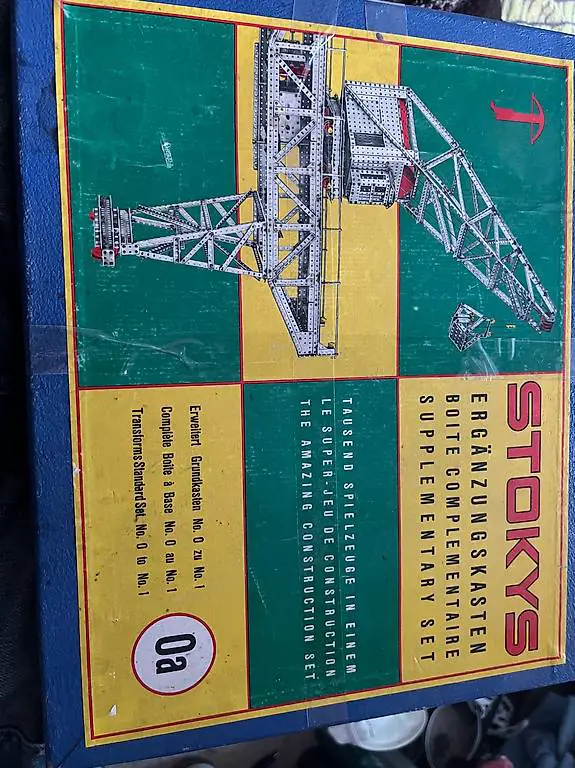 STOKYS
ERGÄNZUNGSKASTEN
BOITE COMPLEMENTAIRE
SUPPLEMENTARY SET
TAUSEND SPIELZEUGE IN EINEM
LE SUPER-JEU DE CONSTRUCTION
THE AMAZING CONSTRUCTION SET
Erweitert Grundkasten No. 0 zu No. 1
Complète Boîte à Base No. 0 au No. 1
Transforms Standard Set, No. 0 to No. 1
0a